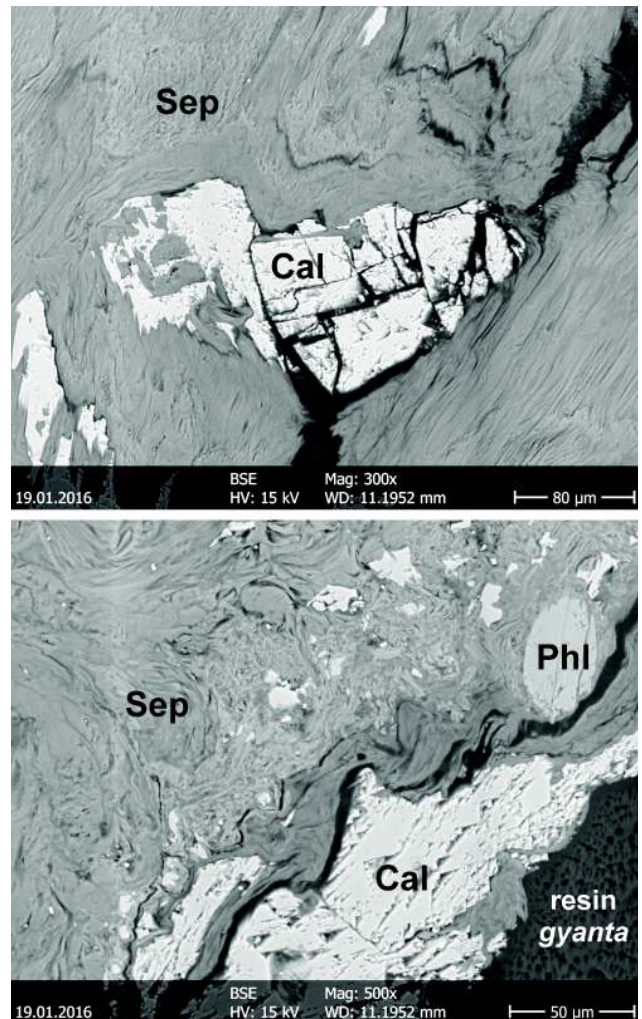 Sep
Cal
BSE Mag: 300x
19.01.2016 HV: 15 kV WD: 11.1952 mm 80 µm
Phl
Sep
Cal
resin
gyanta
BSE Mag: 500x
19.01.2016 HV: 15 kV WD: 11.1952 mm 50 µm